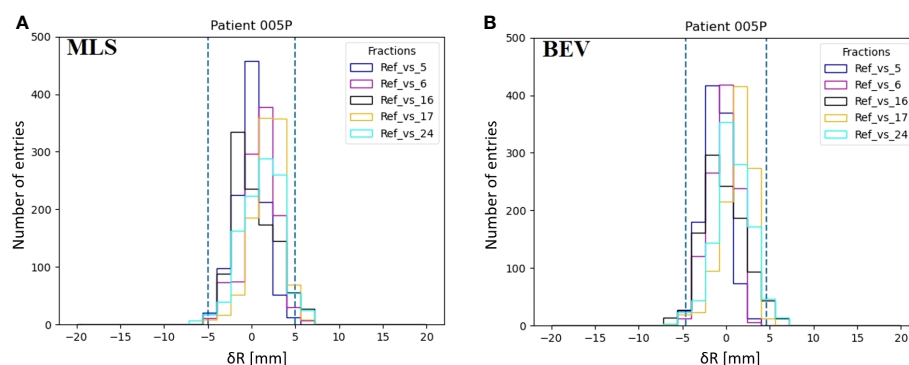 A
Patient 005P
MLS
Fractions
Ref_vs_5
Ref_vs_6
Ref_vs_16
Ref_vs_17
Ref_vs_24
Number of entries
500
400
300
200
100
0
−20 −15 −10 −5 0 5 10 15 20
δR [mm]
B
Patient 005P
BEV
Fractions
Ref_vs_5
Ref_vs_6
Ref_vs_16
Ref_vs_17
Ref_vs_24
Number of entries
500
400
300
200
100
0
−20 −15 −10 −5 0 5 10 15 20
δR [mm]